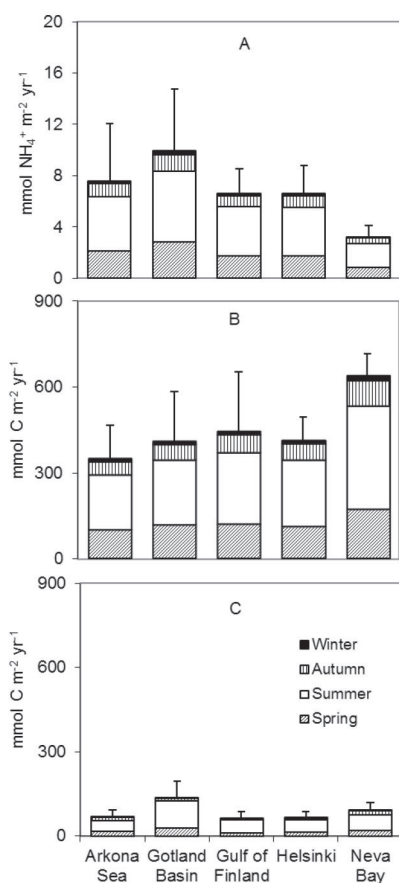 A
20
16
12
8
4
0
mmol NH₄⁺ m⁻² yr⁻¹
B
900
600
300
0
mmol C m⁻² yr⁻¹
C
900
600
300
0
mmol C m⁻² yr⁻¹
Winter
Autumn
Summer
Spring
Arkona Sea
Gotland Basin
Gulf of Finland
Helsinki
Neva Bay